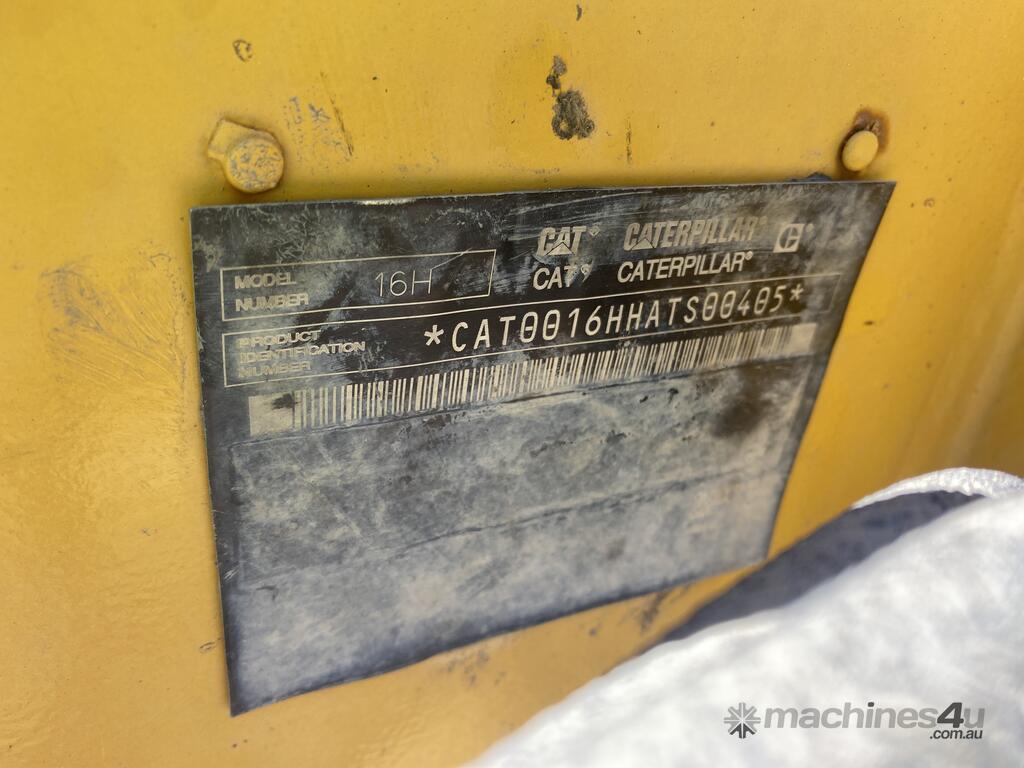 CAT® CATERPILLAR®
CAT® CATERPILLAR®
MODEL NUMBER 16H
PRODUCT IDENTIFICATION NUMBER *CAT0016HHATS00405*
machines4u
.com.au